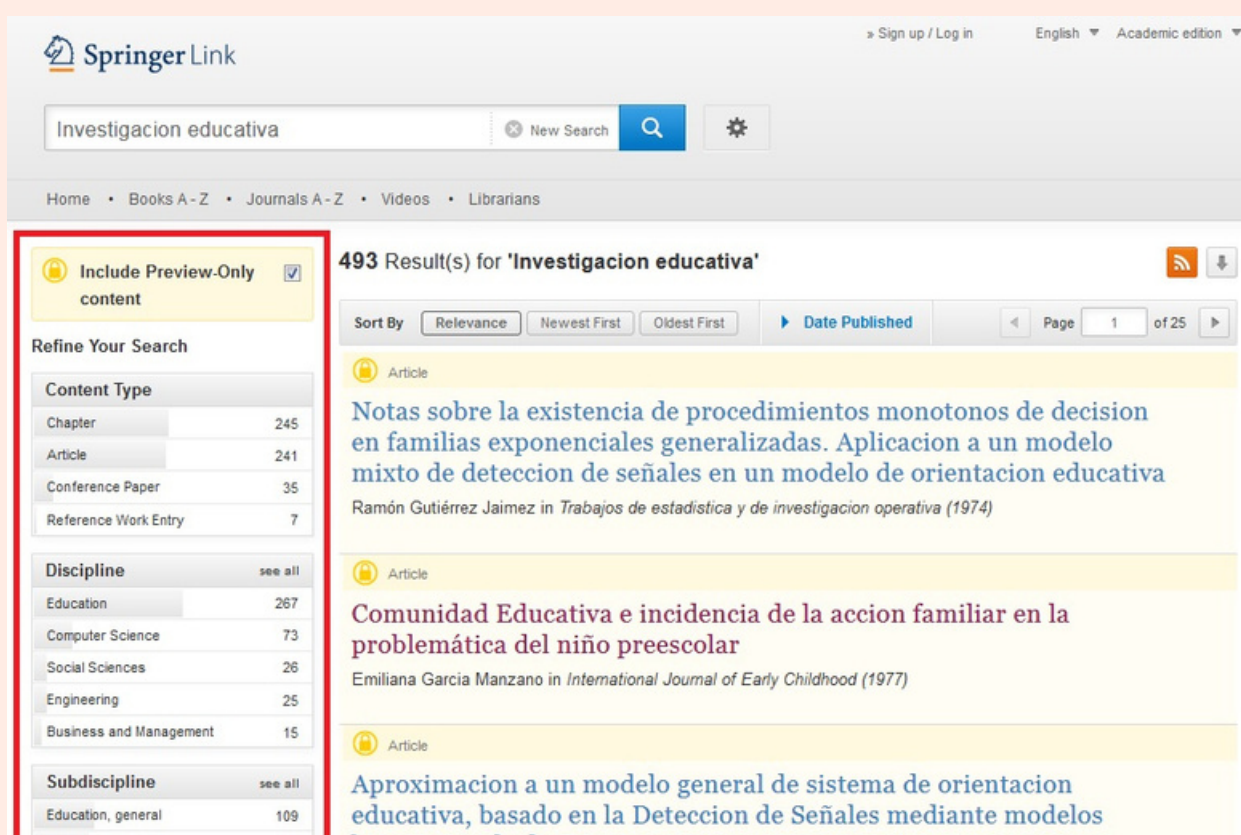 » Sign up / Log in English Academic edition
Springer Link
Investigacion educativa New Search
Home • Books A - Z • Journals A - Z • Videos • Librarians
Include Preview-Only
content
Refine Your Search
Content Type
Chapter 245
Article 241
Conference Paper 35
Reference Work Entry 7
Discipline see all
Education 267
Computer Science 73
Social Sciences 26
Engineering 25
Business and Management 15
Subdiscipline see all
Education, general 109
493 Result(s) for 'Investigacion educativa'
Sort By Relevance Newest First Oldest First Date Published Page 1 of 25
Article
Notas sobre la existencia de procedimientos monotonos de decision
en familias exponenciales generalizadas. Aplicacion a un modelo
mixto de deteccion de señales en un modelo de orientacion educativa
Ramón Gutiérrez Jaimez in Trabajos de estadistica y de investigacion operativa (1974)
Article
Comunidad Educativa e incidencia de la accion familiar en la
problemática del niño preescolar
Emiliana Garcia Manzano in International Journal of Early Childhood (1977)
Article
Aproximacion a un modelo general de sistema de orientacion
educativa, basado en la Deteccion de Señales mediante modelos